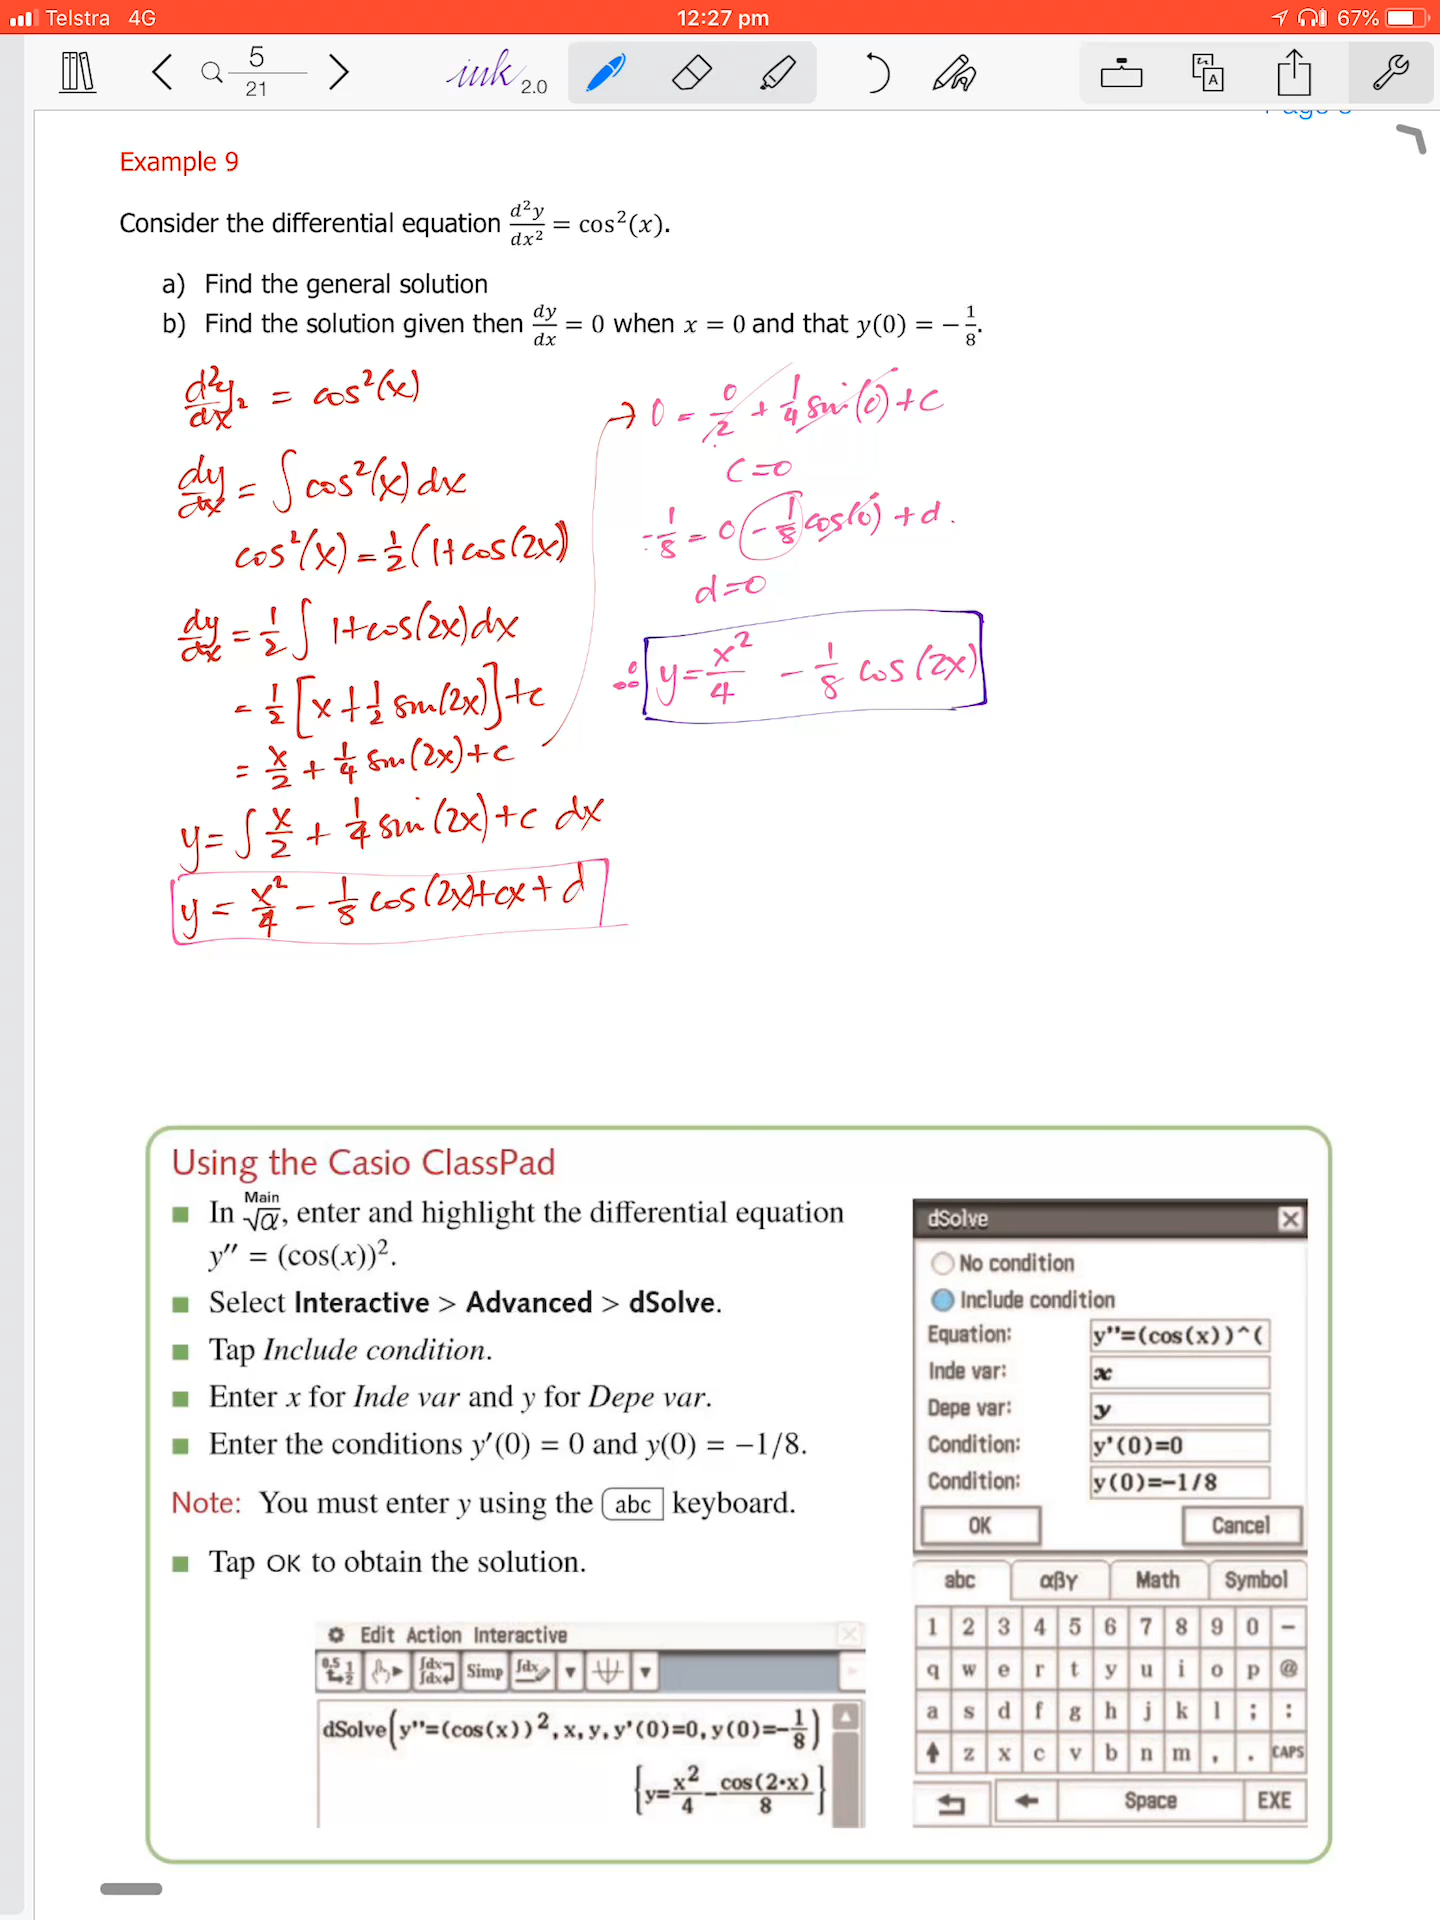 Telstra 4G 12:27 pm 67%
5
21
ink 2.0
Example 9
Consider the differential equation d²y/dx² = cos²(x).
a) Find the general solution
b) Find the solution given then dy/dx = 0 when x = 0 and that y(0) = −1/8.
d²y/dx² = cos²(x)
dy/dx = ∫ cos²(x) dx
cos²(x) = 1/2 (1+cos(2x))
dy/dx = 1/2 ∫ 1+cos(2x) dx
= 1/2 [x + 1/2 sin(2x)] + c
= x/2 + 1/4 sin(2x) + c
y = ∫ x/2 + 1/4 sin(2x) + c dx
y = x²/4 − 1/8 cos(2x) + cx + d
→ 0 = 0/2 + 1/4 sin(0) + c
c = 0
−1/8 = 0 − 1/8 cos(0) + d.
d = 0
∴ y = x²/4 − 1/8 cos(2x)
Using the Casio ClassPad
■ In Main √α, enter and highlight the differential equation
y″ = (cos(x))².
■ Select Interactive > Advanced > dSolve.
■ Tap Include condition.
■ Enter x for Inde var and y for Depe var.
■ Enter the conditions y′(0) = 0 and y(0) = −1/8.
Note: You must enter y using the abc keyboard.
■ Tap OK to obtain the solution.
Edit Action Interactive
0.5 1 2 ∫dx ∫dx Simp ∫dx
dSolve(y''=(cos(x))²,x,y,y'(0)=0,y(0)=-1/8)
{y=x²/4-cos(2·x)/8}
dSolve
No condition
Include condition
Equation: y''=(cos(x))^(
Inde var: x
Depe var: y
Condition: y'(0)=0
Condition: y(0)=-1/8
OK Cancel
abc αβγ Math Symbol
1 2 3 4 5 6 7 8 9 0 −
q w e r t y u i o p @
a s d f g h j k l ; :
z x c v b n m , . CAPS
Space EXE